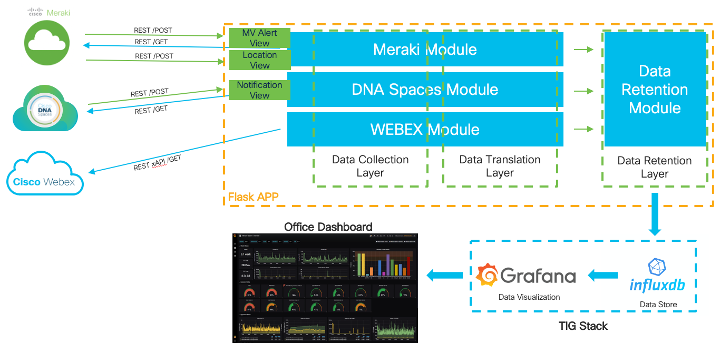 cisco Meraki
REST /POST
REST /GET
REST /POST
MV Alert
View
Location
View
Meraki Module
Data
Retention
Module
DNA
SPACES
REST /POST
REST /GET
Notification
View
DNA Spaces Module
WEBEX Module
Cisco Webex
REST xAPI /GET
Data Collection
Layer
Data Translation
Layer
Data Retention
Layer
Flask APP
Office Dashboard
Grafana
Data Visualization
influxdb
Data Store
TIG Stack